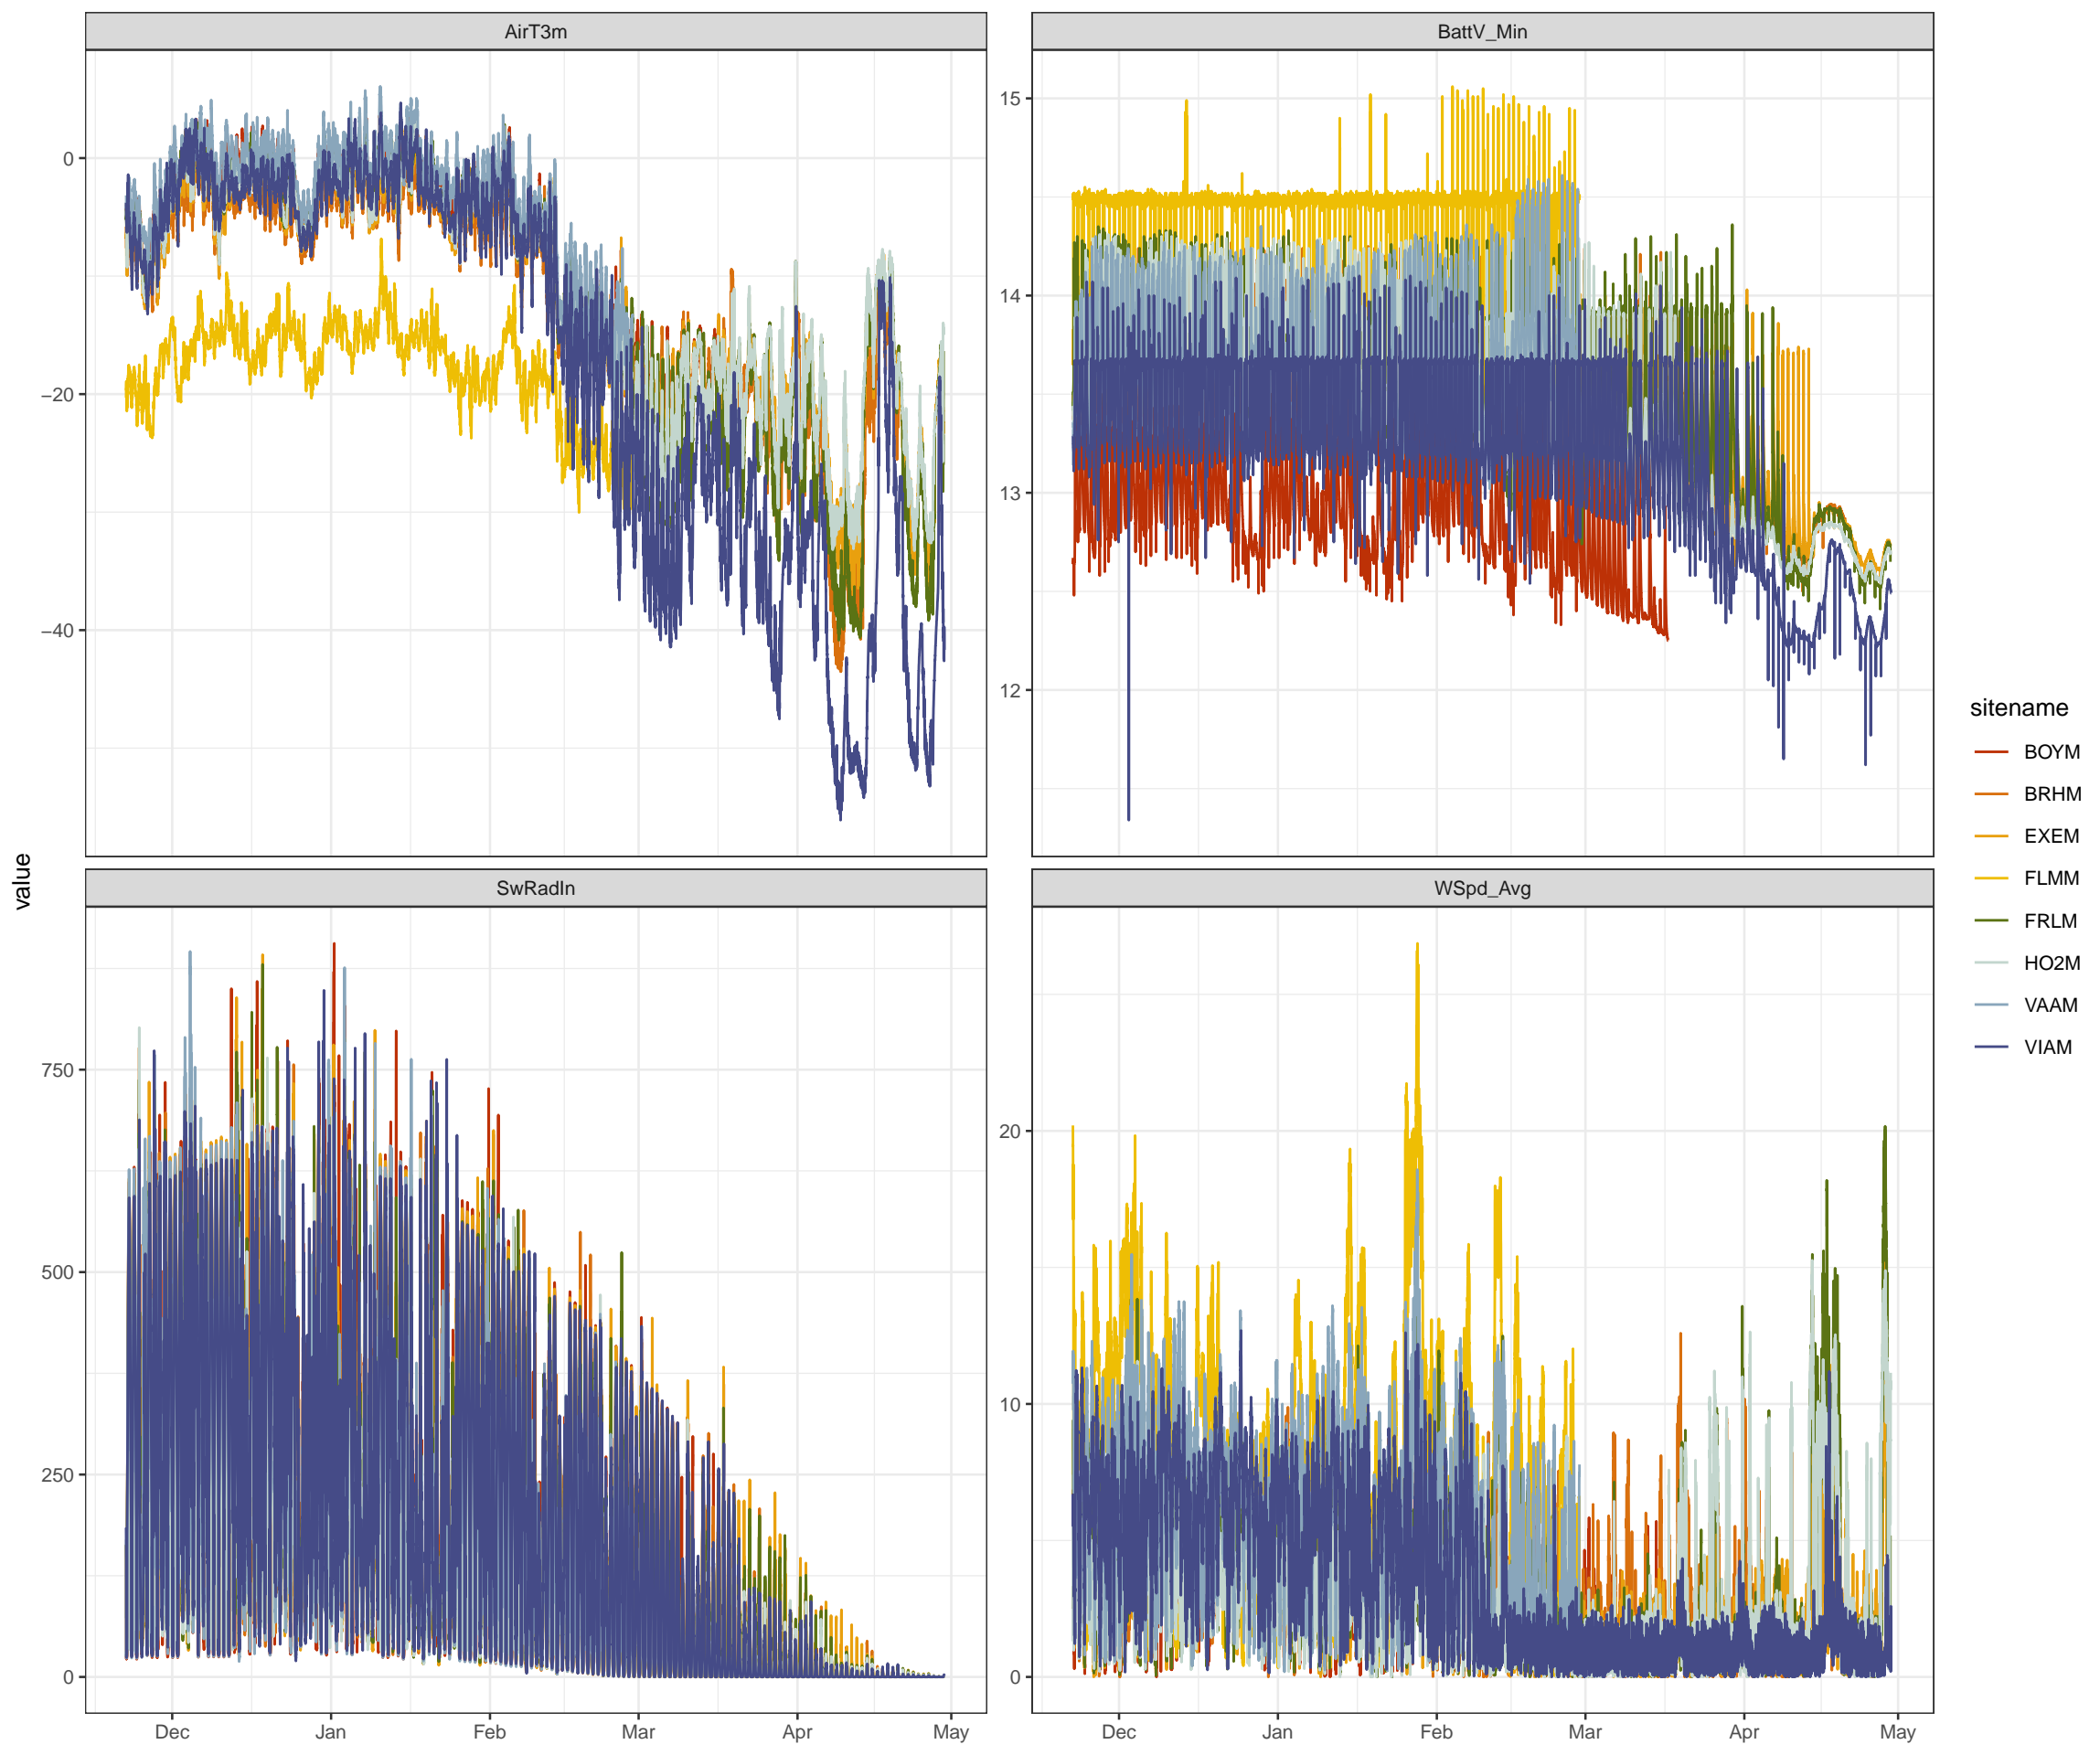 AirT3m
BattV_Min
0
−20
−40
15
14
13
12
SwRadIn
WSpd_Avg
750
500
250
0
20
10
0
Dec Jan Feb Mar Apr May
Dec Jan Feb Mar Apr May
value
sitename
BOYM
BRHM
EXEM
FLMM
FRLM
HO2M
VAAM
VIAM